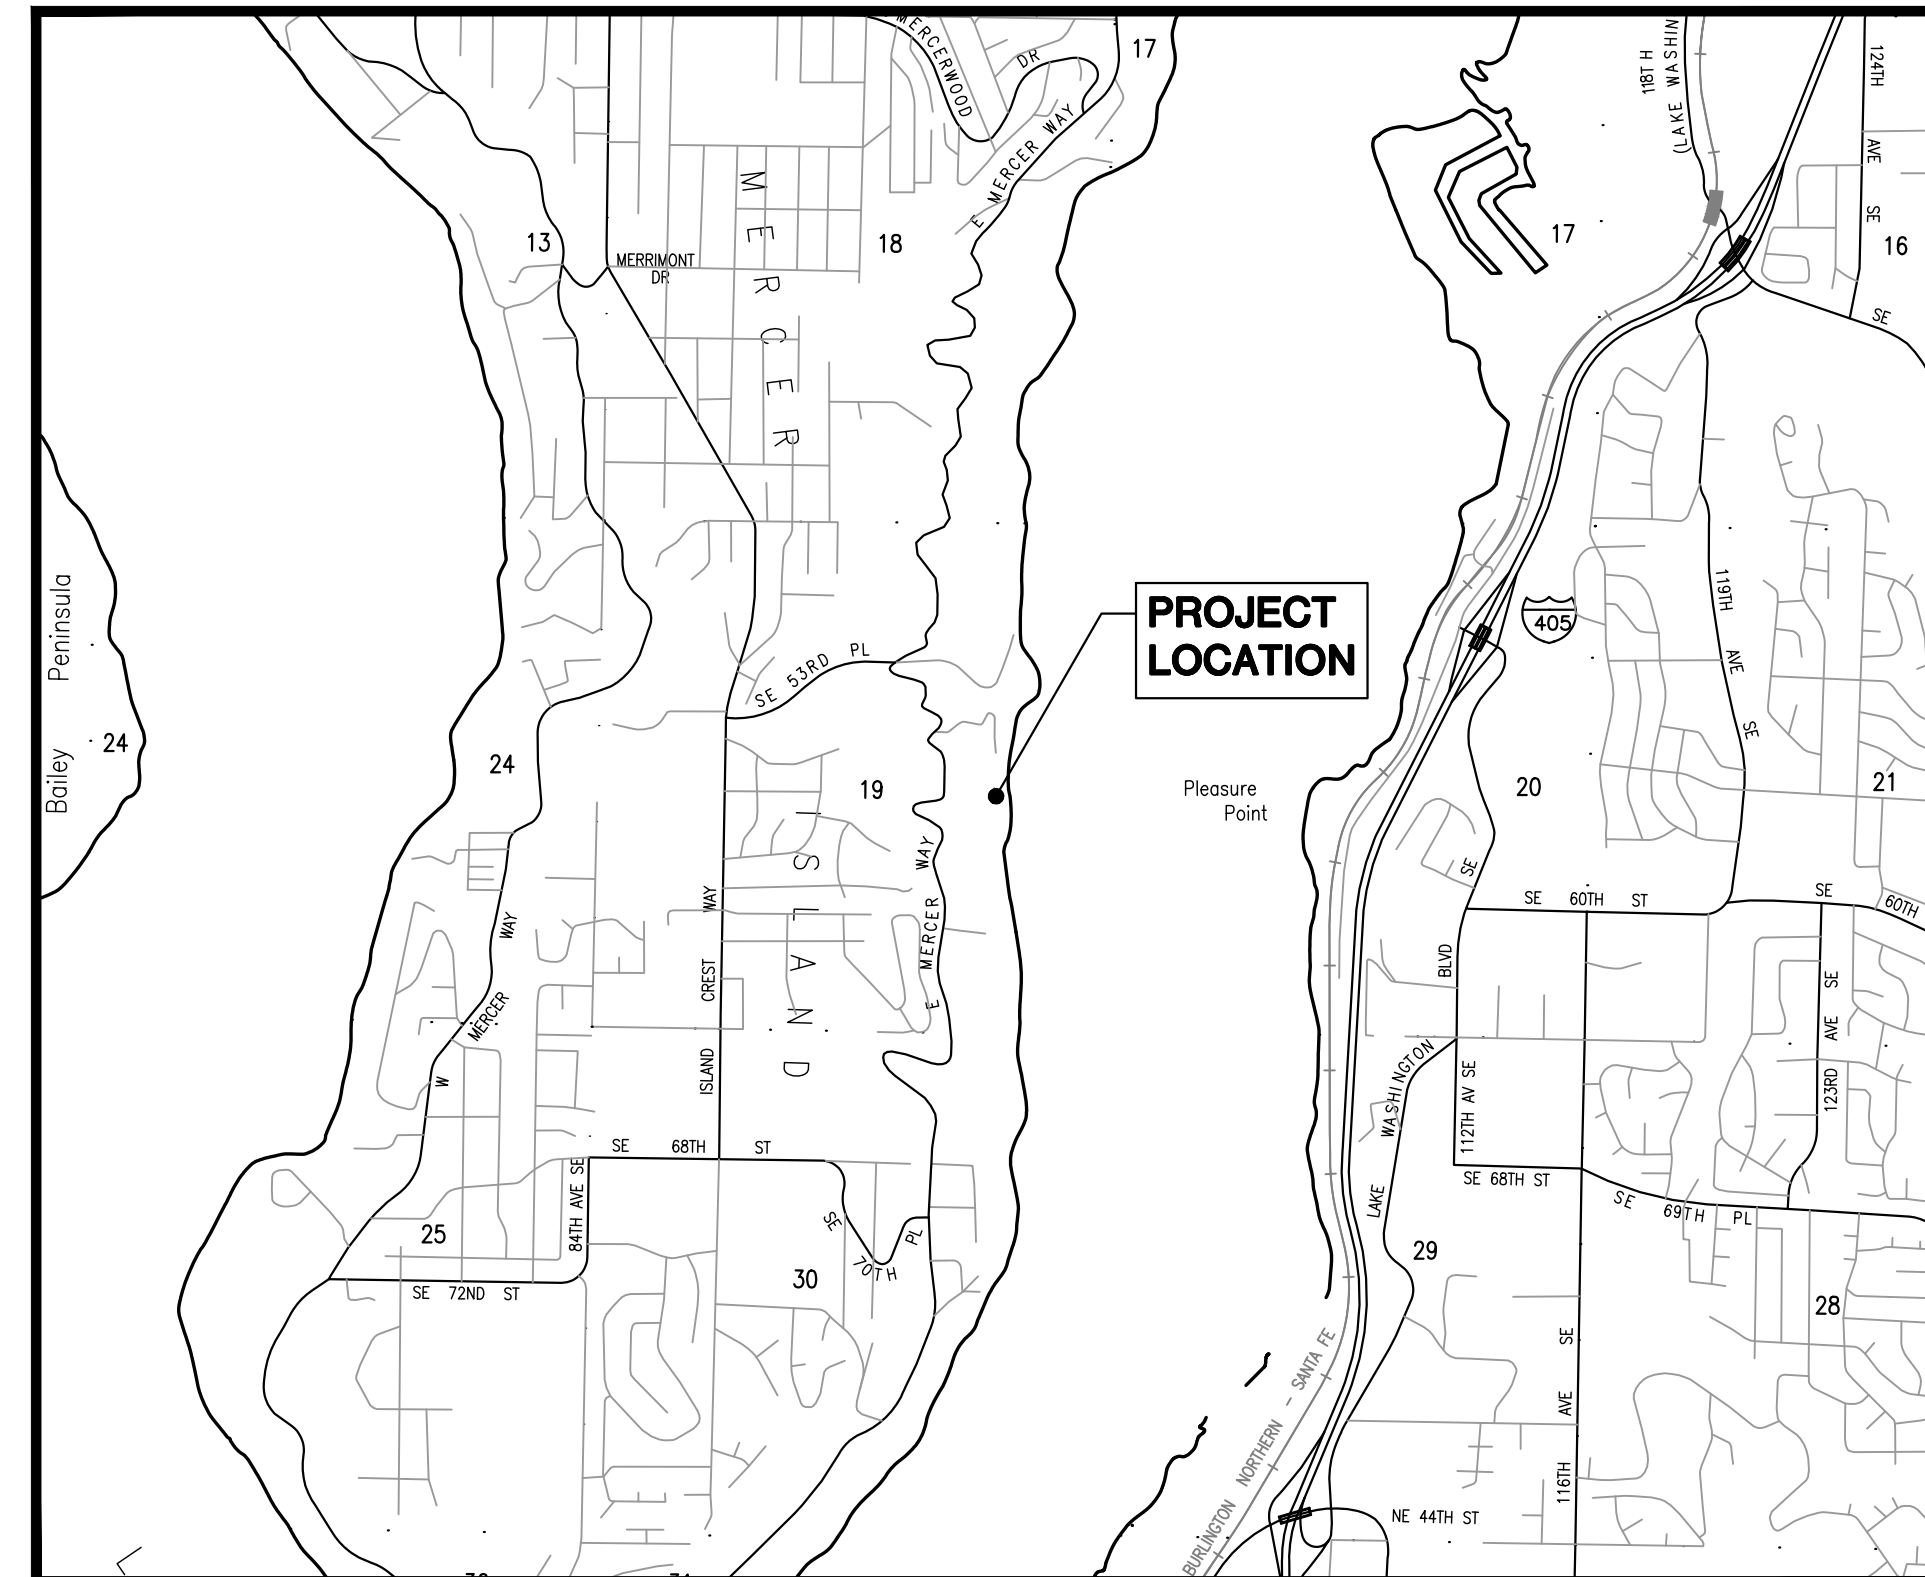 MERCERWOOD
DR
17
118TH
(LAKE WASHIN
124TH
AVE
SE
E MERCER WAY
13
MERRIMONT
DR
18
MERCER
17
16
SE
Bailey Peninsula
24
PROJECT
LOCATION
405
119TH
AVE
SE
SE 53RD PL
24
19
Pleasure
Point
20
21
ISLAND
E MERCER WAY
W MERCER WAY
ISLAND CREST WAY
SE 60TH ST
SE 60TH
LAKE WASHINGTON BLVD SE
112TH AV SE
123RD AVE SE
SE 68TH ST
84TH AVE SE
SE 68TH ST
SE 69TH PL
25
SE 70TH PL
30
29
28
SE 72ND ST
116TH AVE SE
BURLINGTON NORTHERN - SANTA FE
NE 44TH ST
L